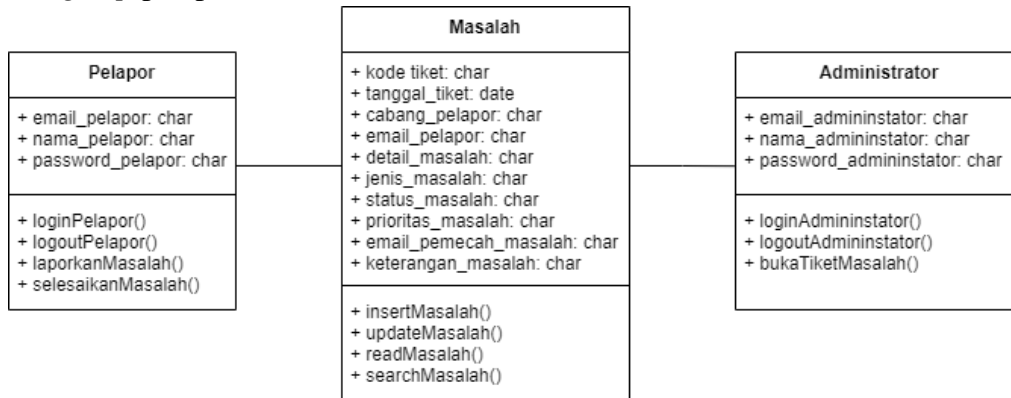 Pelapor
+ email_pelapor: char
+ nama_pelapor: char
+ password_pelapor: char
+ loginPelapor()
+ logoutPelapor()
+ laporkanMasalah()
+ selesaikanMasalah()
Masalah
+ kode tiket: char
+ tanggal_tiket: date
+ cabang_pelapor: char
+ email_pelapor: char
+ detail_masalah: char
+ jenis_masalah: char
+ status_masalah: char
+ prioritas_masalah: char
+ email_pemecah_masalah: char
+ keterangan_masalah: char
+ insertMasalah()
+ updateMasalah()
+ readMasalah()
+ searchMasalah()
Administrator
+ email_admininstator: char
+ nama_admininstator: char
+ password_admininstator: char
+ loginAdmininstator()
+ logoutAdmininstator()
+ bukaTiketMasalah()